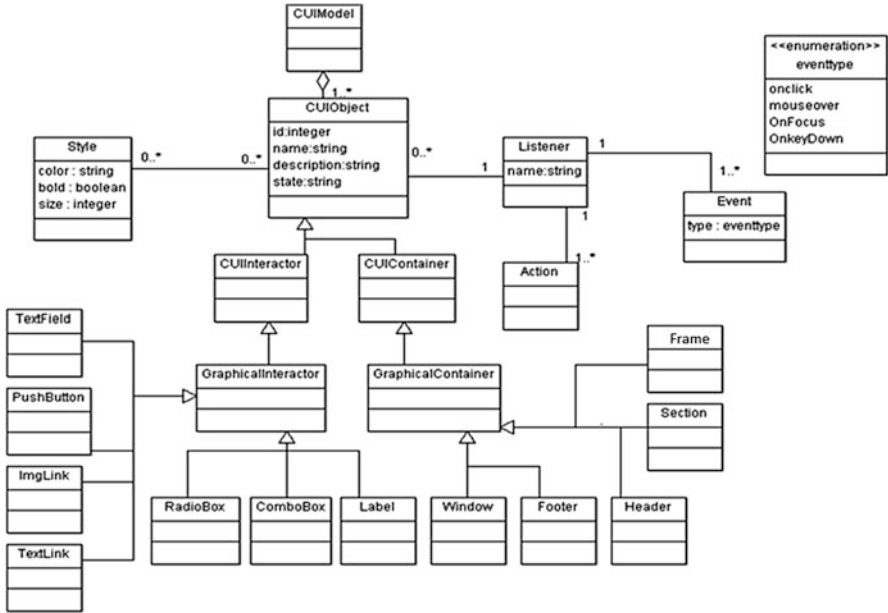 CUIModel
1..*
CUIObject
id:integer
name:string
description:string
state:string
<<enumeration>>
eventtype
onclick
mouseover
OnFocus
OnkeyDown
Style
color : string
bold : boolean
size : integer
0..*
0..*
0..*
1
Listener
name:string
1
1..*
Event
type : eventtype
1
1..*
Action
CUIInteractor
CUIContainer
TextField
PushButton
ImgLink
TextLink
GraphicalInteractor
GraphicalContainer
Frame
Section
RadioBox
ComboBox
Label
Window
Footer
Header